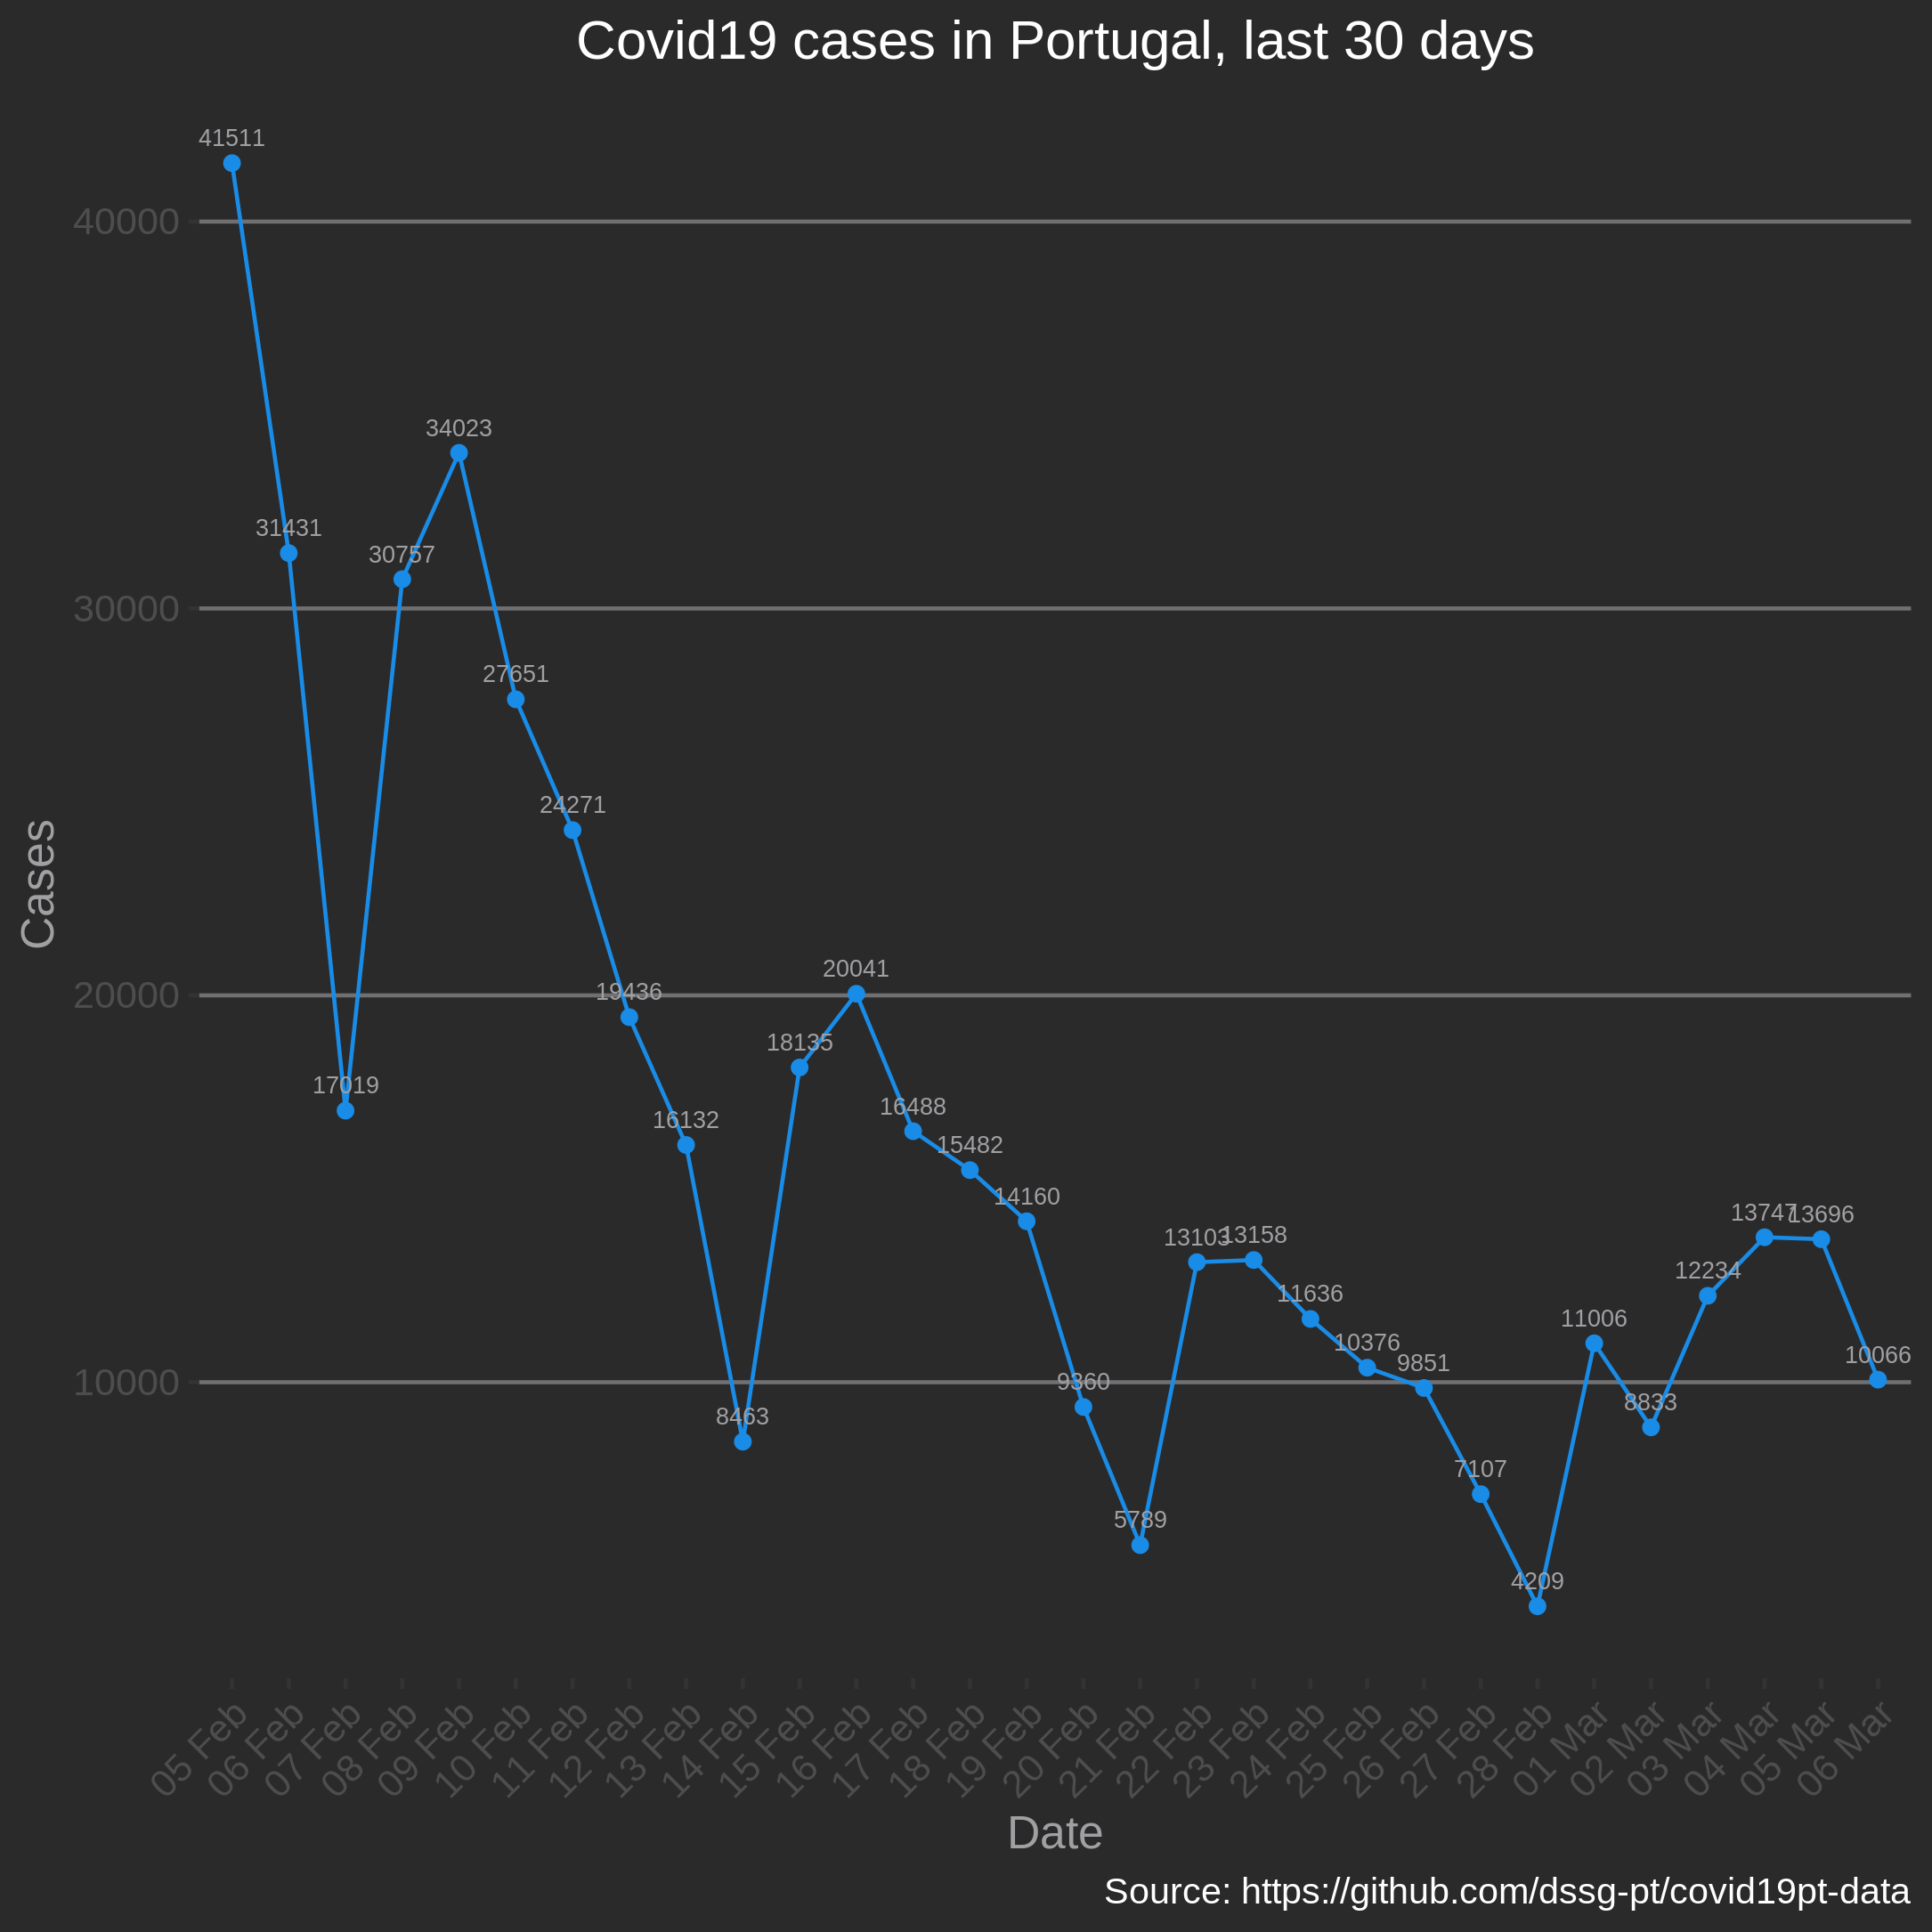 Covid19 cases in Portugal, last 30 days
41511
31431
17019
30757
34023
27651
24271
19436
16132
8463
18135
20041
16488
15482
14160
9360
5789
13103
13158
11636
10376
9851
7107
4209
11006
8833
12234
13747
13696
10066
40000
30000
20000
10000
Cases
05 Feb
06 Feb
07 Feb
08 Feb
09 Feb
10 Feb
11 Feb
12 Feb
13 Feb
14 Feb
15 Feb
16 Feb
17 Feb
18 Feb
19 Feb
20 Feb
21 Feb
22 Feb
23 Feb
24 Feb
25 Feb
26 Feb
27 Feb
28 Feb
01 Mar
02 Mar
03 Mar
04 Mar
05 Mar
06 Mar
Date
Source: https://github.com/dssg-pt/covid19pt-data